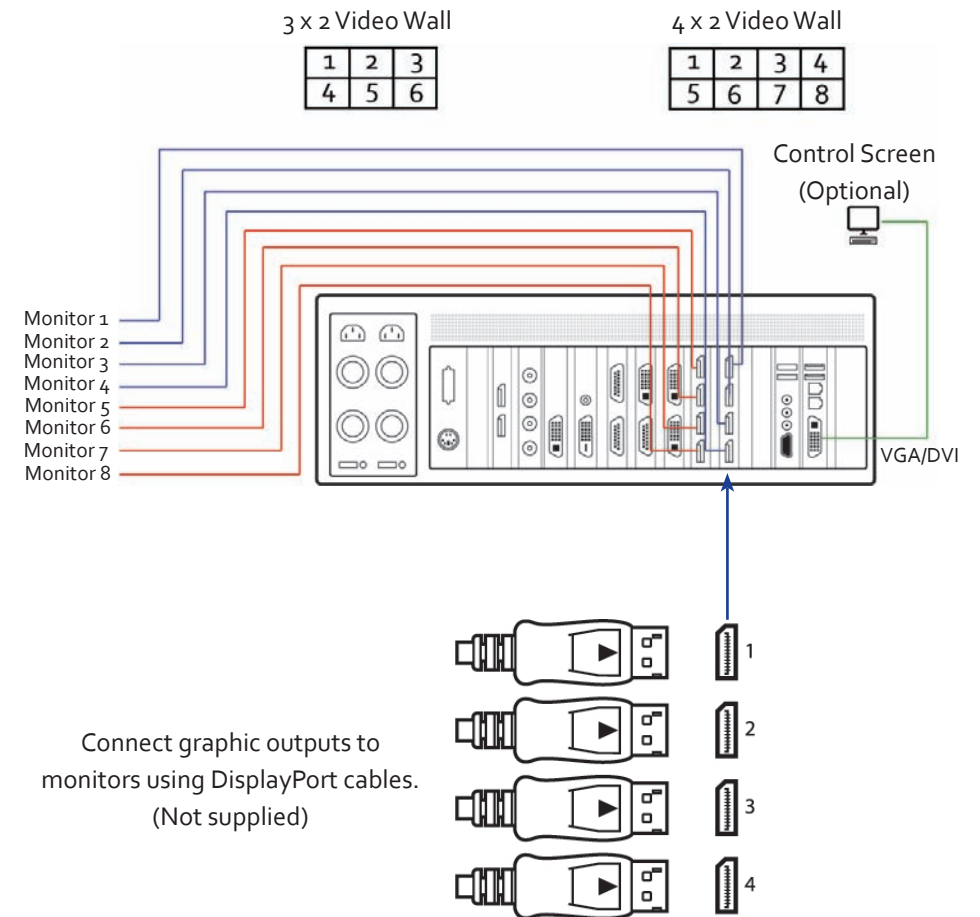 3 x 2 Video Wall
4 x 2 Video Wall
1 2 3
4 5 6
1 2 3 4
5 6 7 8
Control Screen
(Optional)
Monitor 1
Monitor 2
Monitor 3
Monitor 4
Monitor 5
Monitor 6
Monitor 7
Monitor 8
VGA/DVI
1
2
3
4
Connect graphic outputs to
monitors using DisplayPort cables.
(Not supplied)